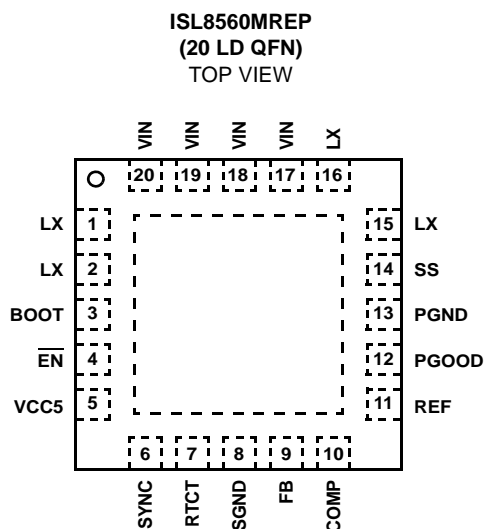 ISL8560MREP
(20 LD QFN)
TOP VIEW
VIN VIN VIN VIN LX
20 19 18 17 16
LX 1 15 LX
LX 2 14 SS
BOOT 3 13 PGND
EN 4 12 PGOOD
VCC5 5 11 REF
6 7 8 9 10
SYNC RTCT SGND FB COMP